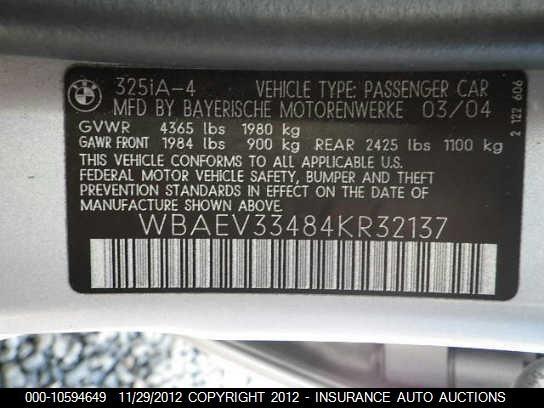 BMW
325iA-4 VEHICLE TYPE: PASSENGER CAR
MFD BY BAYERISCHE MOTORENWERKE 03/04
GVWR 4365 lbs 1980 kg
GAWR FRONT 1984 lbs 900 kg REAR 2425 lbs 1100 kg
THIS VEHICLE CONFORMS TO ALL APPLICABLE U.S.
FEDERAL MOTOR VEHICLE SAFETY, BUMPER AND THEFT
PREVENTION STANDARDS IN EFFECT ON THE DATE OF
MANUFACTURE SHOWN ABOVE:
WBAEV33484KR32137
2 122 606
000-10594649 11/29/2012 COPYRIGHT 2012 - INSURANCE AUTO AUCTIONS